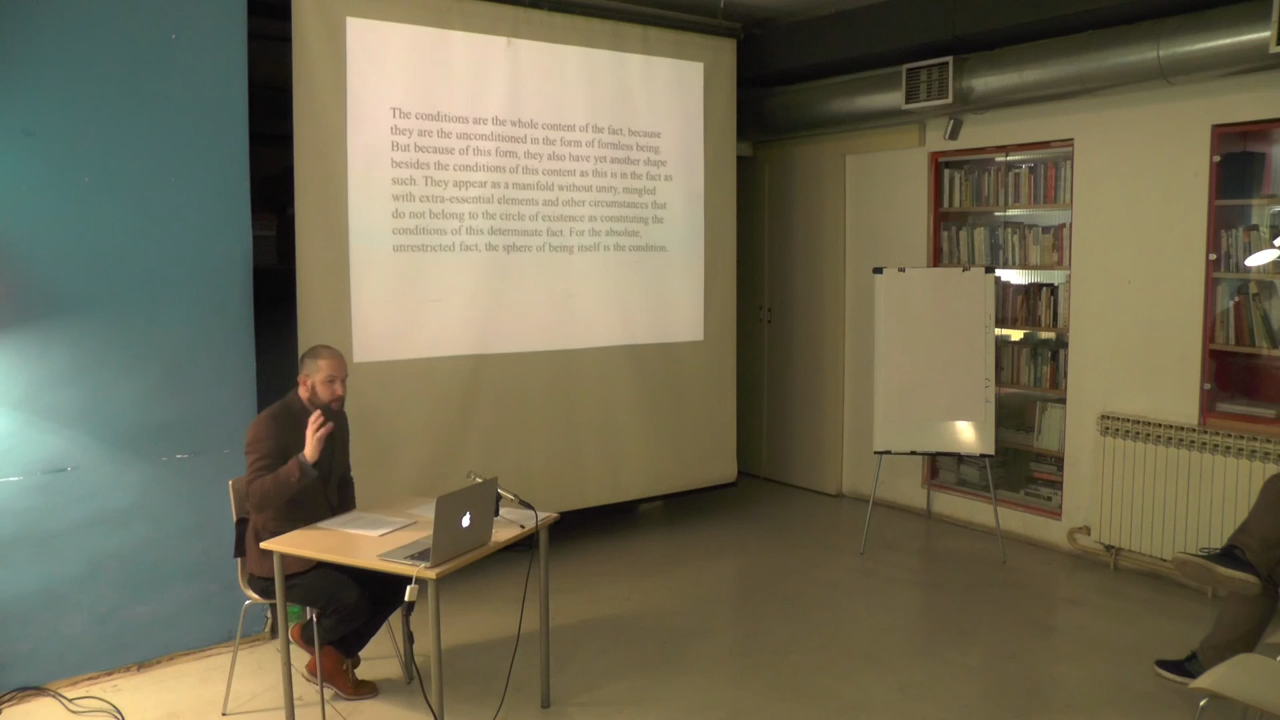 The conditions are the whole content of the fact, because
they are the unconditioned in the form of formless being.
But because of this form, they also have yet another shape
besides the conditions of this content as this is in the fact as
such. They appear as a manifold without unity, mingled
with extra-essential elements and other circumstances that
do not belong to the circle of existence as constituting the
conditions of this determinate fact. For the absolute,
unrestricted fact, the sphere of being itself is the condition.